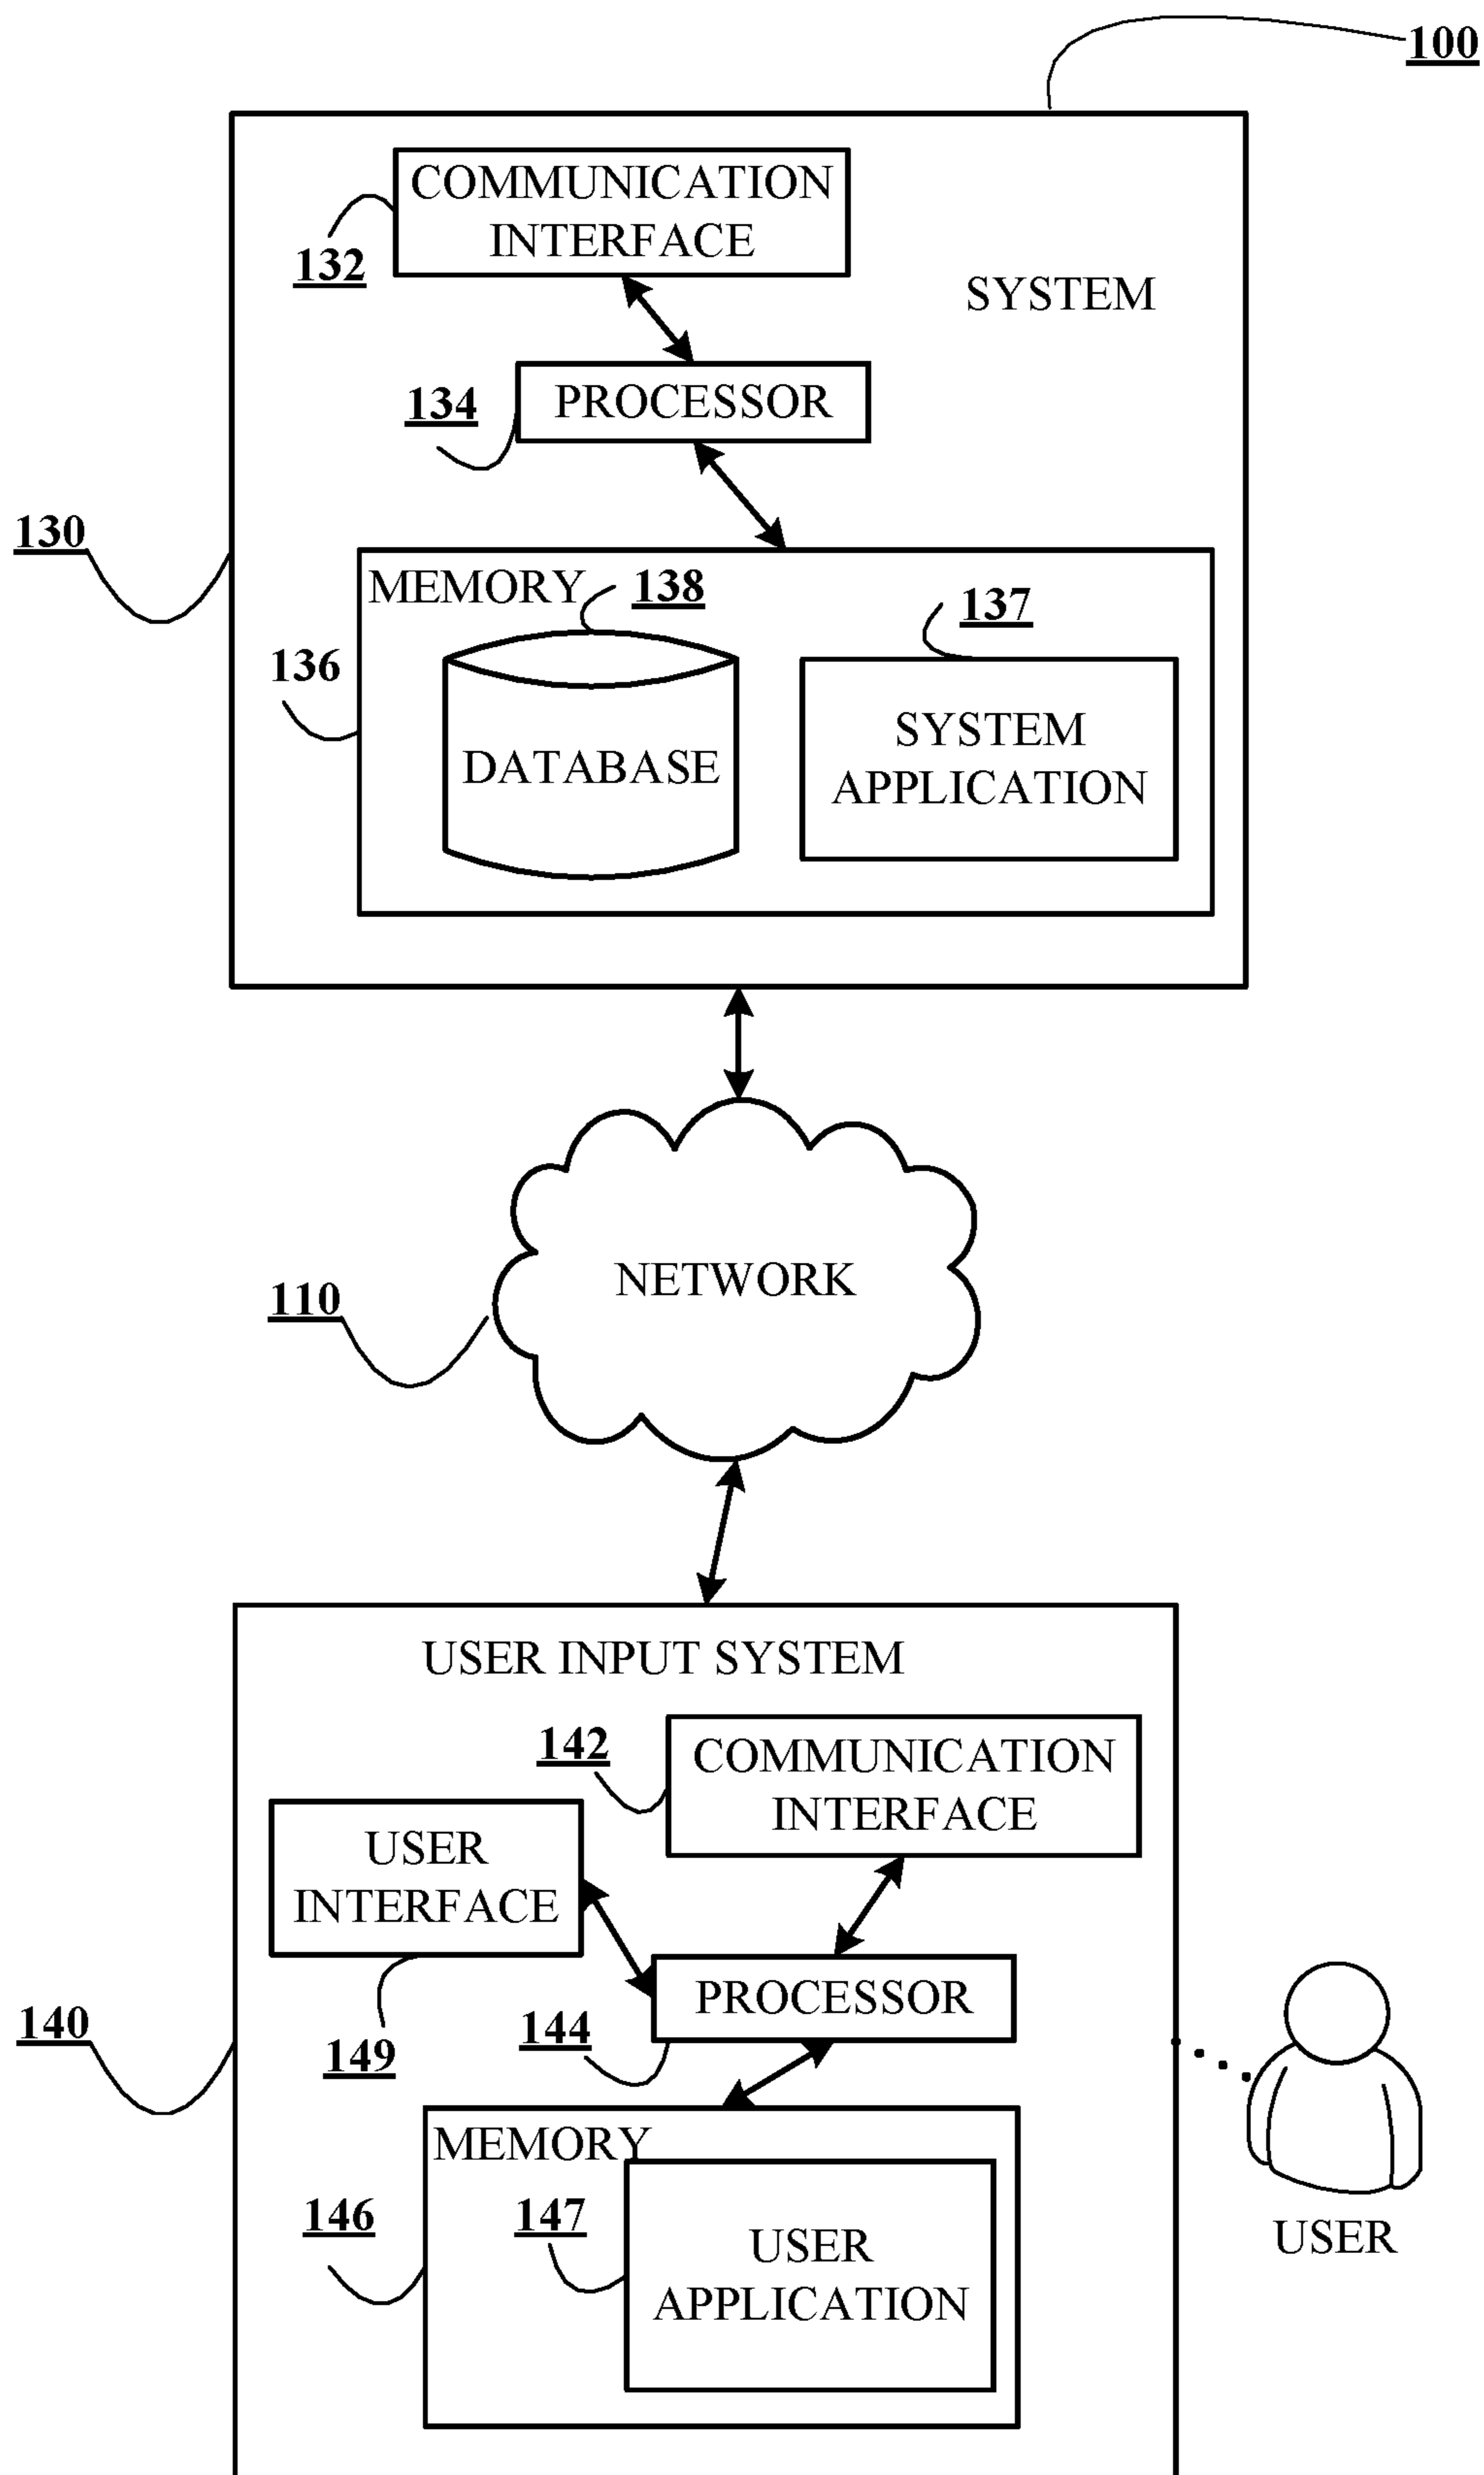 100
COMMUNICATION
INTERFACE
132
SYSTEM
134
PROCESSOR
130
MEMORY
138
137
136
SYSTEM
APPLICATION
DATABASE
NETWORK
110
USER INPUT SYSTEM
142
COMMUNICATION
INTERFACE
USER
INTERFACE
PROCESSOR
140
149
144
MEMORY
146
147
USER
APPLICATION
USER